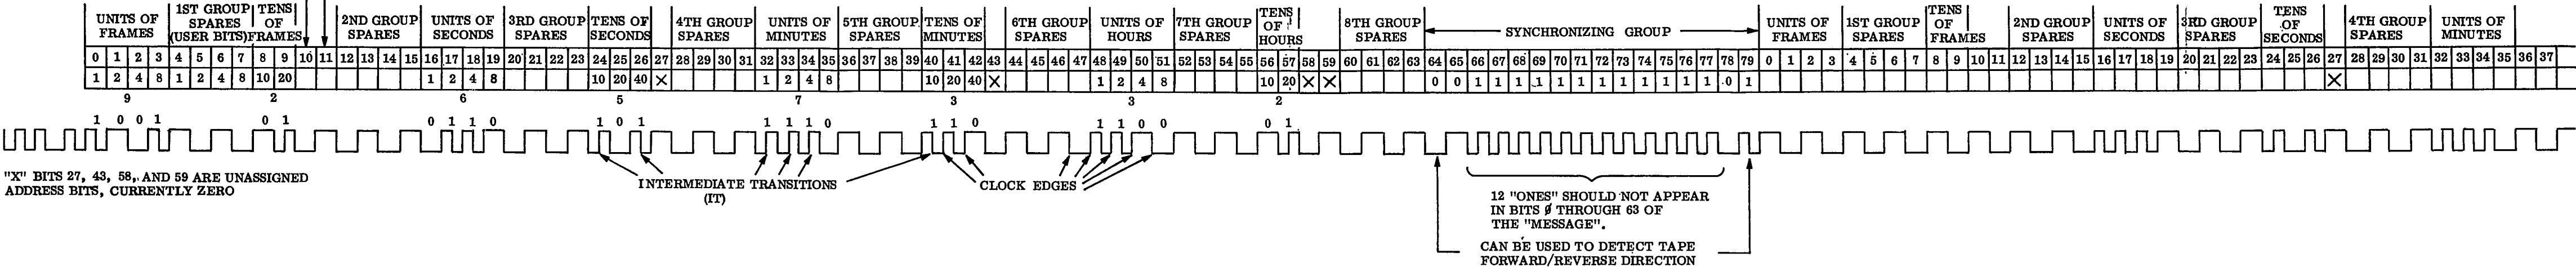 UNITS OF FRAMES 1ST GROUP SPARES (USER BITS) TENS OF FRAMES 2ND GROUP SPARES UNITS OF SECONDS 3RD GROUP SPARES TENS OF SECONDS 4TH GROUP SPARES UNITS OF MINUTES 5TH GROUP SPARES TENS OF MINUTES 6TH GROUP SPARES UNITS OF HOURS 7TH GROUP SPARES TENS OF HOURS 8TH GROUP SPARES SYNCHRONIZING GROUP UNITS OF FRAMES 1ST GROUP SPARES TENS OF FRAMES 2ND GROUP SPARES UNITS OF SECONDS 3RD GROUP SPARES TENS OF SECONDS 4TH GROUP SPARES UNITS OF MINUTES
0 1 2 3 4 5 6 7 8 9 10 11 12 13 14 15 16 17 18 19 20 21 22 23 24 25 26 27 28 29 30 31 32 33 34 35 36 37 38 39 40 41 42 43 44 45 46 47 48 49 50 51 52 53 54 55 56 57 58 59 60 61 62 63 64 65 66 67 68 69 70 71 72 73 74 75 76 77 78 79 0 1 2 3 4 5 6 7 8 9 10 11 12 13 14 15 16 17 18 19 20 21 22 23 24 25 26 27 28 29 30 31 32 33 34 35 36 37
1 2 4 8 1 2 4 8 10 20 1 2 4 8 10 20 40 X 1 2 4 8 10 20 40 X 1 2 4 8 10 20 X X 0 0 1 1 1 1 1 1 1 1 1 1 1 1 0 1 X
9 2 6 5 7 3 3 2
1 0 0 1 0 1 0 1 1 0 1 0 1 1 1 1 0 1 1 0 1 1 0 0 0 1
"X" BITS 27, 43, 58, AND 59 ARE UNASSIGNED
ADDRESS BITS, CURRENTLY ZERO
INTERMEDIATE TRANSITIONS
(IT)
CLOCK EDGES
12 "ONES" SHOULD NOT APPEAR
IN BITS ∅ THROUGH 63 OF
THE "MESSAGE".
CAN BE USED TO DETECT TAPE
FORWARD/REVERSE DIRECTION